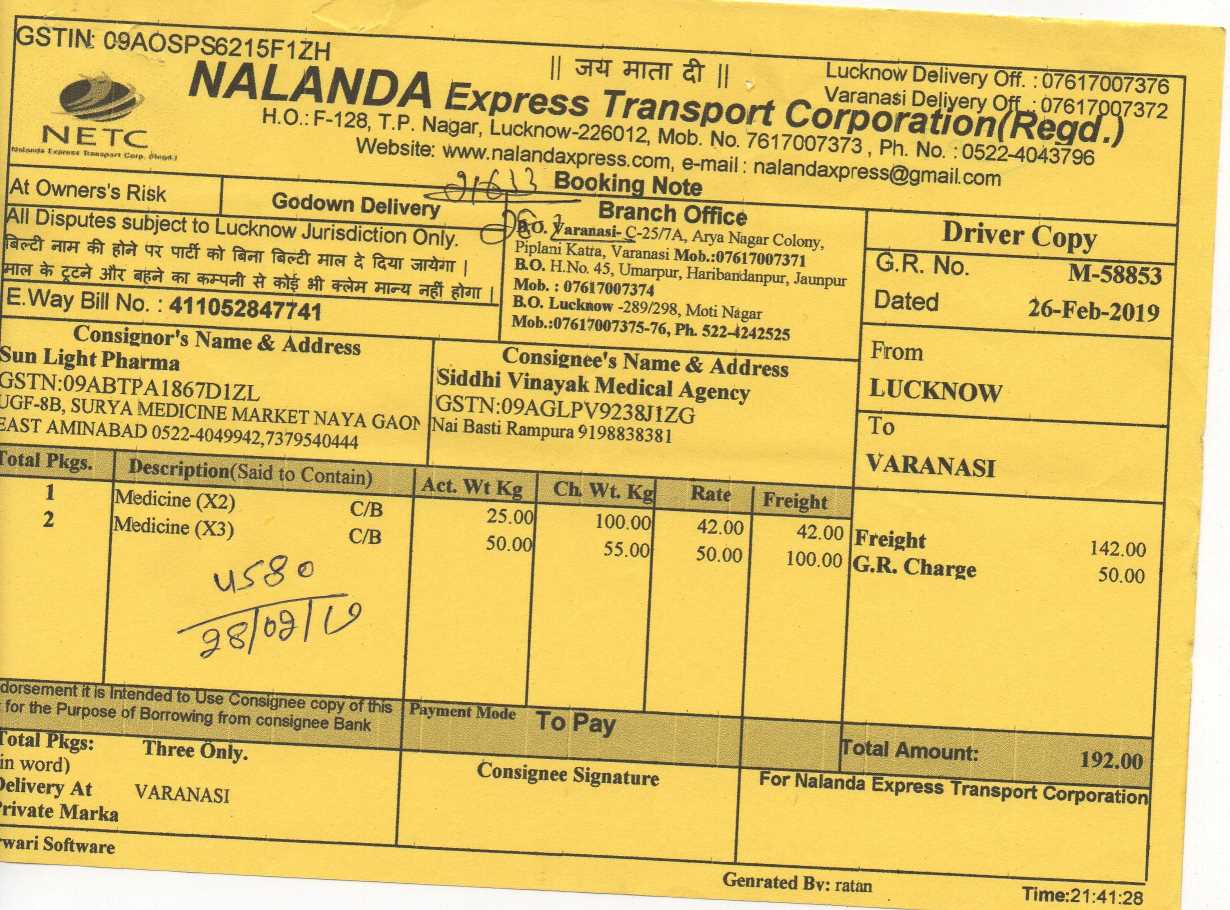 GSTIN: 09AOSPS6215F1ZH
|| जय माता दी ||
Lucknow Delivery Off. : 07617007376
Varanasi Deliyery Off. : 07617007372
NETC
Nalanda Express Transport Corp. (Regd.)
NALANDA Express Transport Corporation(Regd.)
H.O.: F-128, T.P. Nagar, Lucknow-226012, Mob. No. 7617007373 , Ph. No. : 0522-4043796
Website: www.nalandaxpress.com, e-mail : nalandaxpress@gmail.com
Booking Note
At Owners's Risk
Godown Delivery
All Disputes subject to Lucknow Jurisdiction Only.
बिल्टी नाम की होने पर पार्टी को बिना बिल्टी माल दे दिया जायेगा |
माल के टूटने और बहने का कम्पनी से कोई भी क्लेम मान्य नहीं होगा |
E.Way Bill No. : 411052847741
Branch Office
B.O. Varanasi- C-25/7A, Arya Nagar Colony,
Piplani Katra, Varanasi Mob.:07617007371
B.O. H.No. 45, Umarpur, Haribandanpur, Jaunpur
Mob. : 07617007374
B.O. Lucknow -289/298, Moti Nagar
Mob.:07617007375-76, Ph. 522-4242525
Driver Copy
G.R. No. M-58853
Dated 26-Feb-2019
From
LUCKNOW
To
VARANASI
Consignor's Name & Address
Sun Light Pharma
GSTN:09ABTPA1867D1ZL
UGF-8B, SURYA MEDICINE MARKET NAYA GAON
EAST AMINABAD 0522-4049942,7379540444
Consignee's Name & Address
Siddhi Vinayak Medical Agency
GSTN:09AGLPV9238J1ZG
Nai Basti Rampura 9198838381
Total Pkgs. Description(Said to Contain) Act. Wt Kg Ch. Wt. Kg Rate Freight
1 Medicine (X2) C/B 25.00 100.00 42.00 42.00
2 Medicine (X3) C/B 50.00 55.00 50.00 100.00
Freight 142.00
G.R. Charge 50.00
4580
28/02/19
dorsement it is Intended to Use Consignee copy of this
for the Purpose of Borrowing from consignee Bank
Payment Mode To Pay
Total Amount: 192.00
Total Pkgs: Three Only.
in word)
Delivery At VARANASI
Private Marka
Consignee Signature
For Nalanda Express Transport Corporation
wari Software
Genrated By: ratan
Time:21:41:28